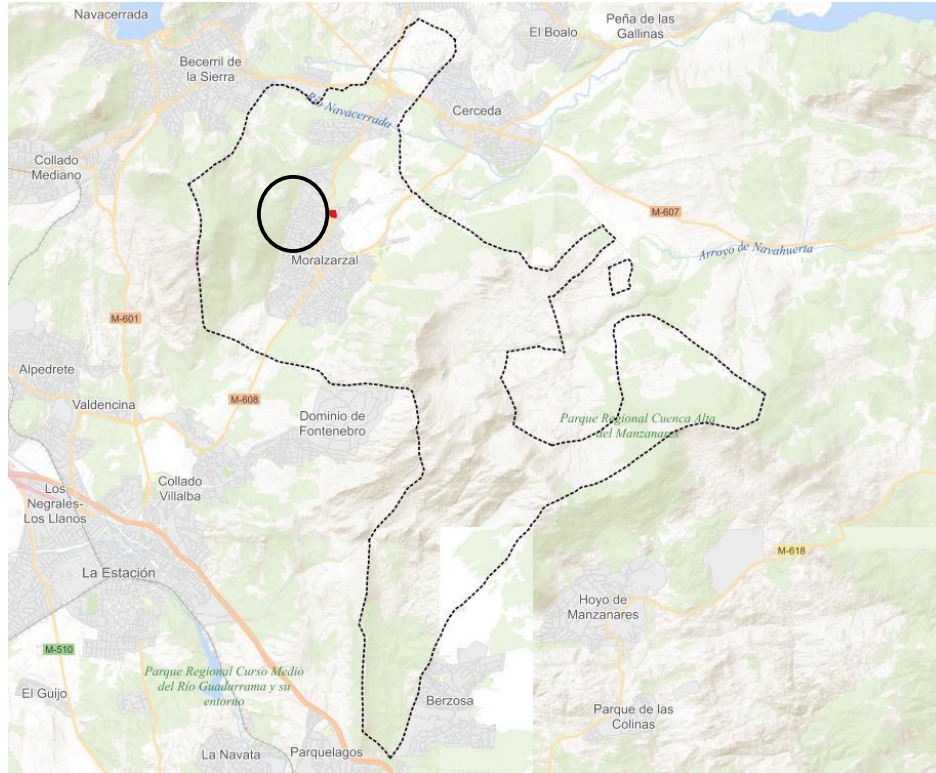 Navacerrada
Peña de las
Gallinas
El Boalo
Becerril de
la Sierra
Río Navacerrada
Cerceda
Collado
Mediano
M-607
Arroyo de Navahuerta
Moralzarzal
M-601
Alpedrete
M-608
Valdencina
Dominio de
Fontenebro
Parque Regional Cuenca Alta
del Manzanares
Collado
Villalba
Los
Negrales-
Los Llanos
M-618
La Estación
Hoyo de
Manzanares
M-510
Parque Regional Curso Medio
del Río Guadarrama y su
entorno
El Guijo
Berzosa
Parque de las
Colinas
La Navata
Parquelagos